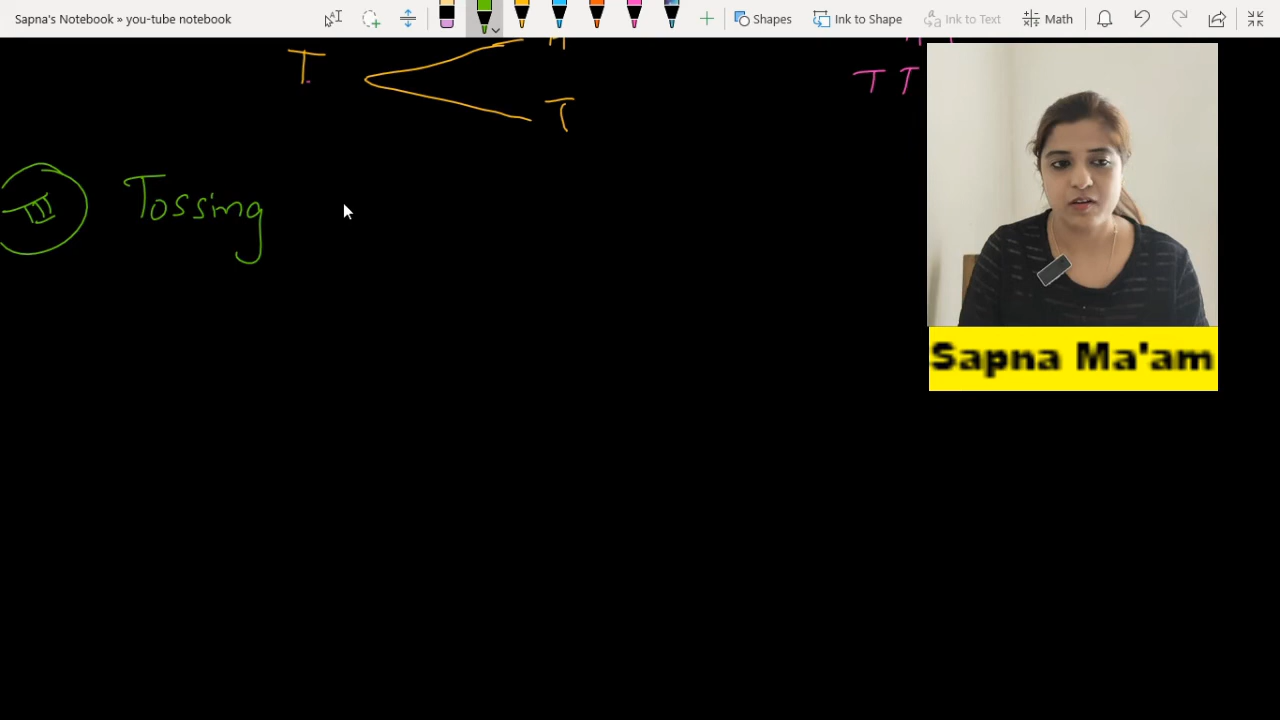 Sapna's Notebook » you-tube notebook
Shapes
Ink to Shape
Ink to Text
Math
H
T
T T
T
III Tossing
Sapna Ma'am